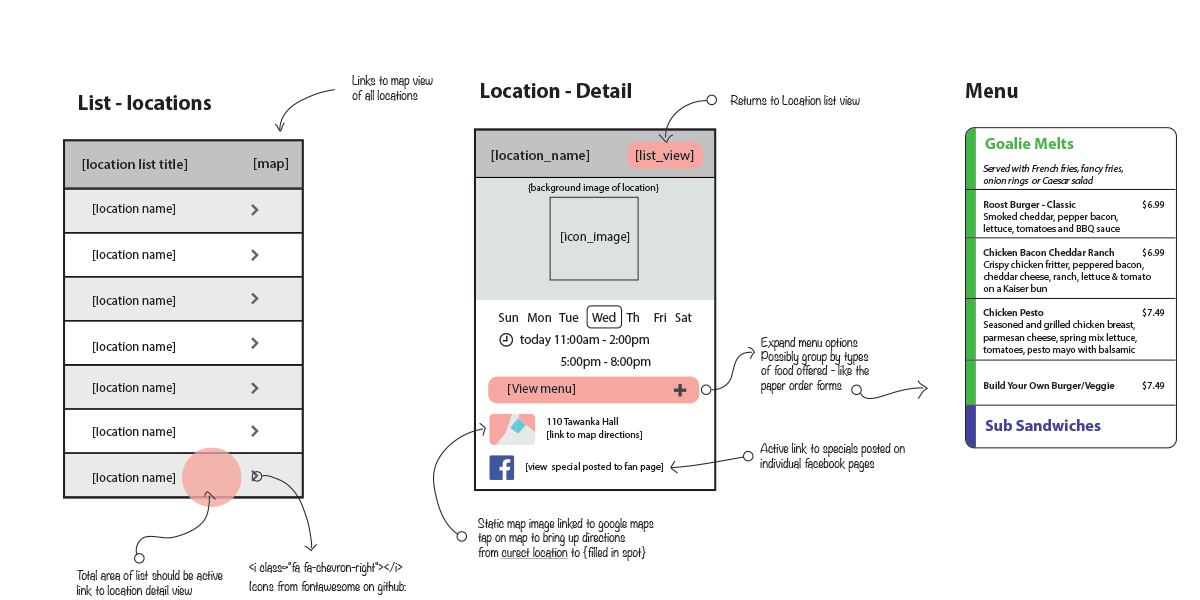 List - locations
Links to map view
of all locations
[location list title]
[map]
[location name]
[location name]
[location name]
[location name]
[location name]
[location name]
[location name]
Total area of list should be active
link to location detail view
<i class="fa fa-chevron-right"></i>
Icons from fontawesome on github:
Location - Detail
Returns to Location list view
[location_name]
[list_view]
{background image of location}
[icon_image]
Sun Mon Tue Wed Th Fri Sat
today 11:00am - 2:00pm
5:00pm - 8:00pm
[View menu]
110 Tawanka Hall
[link to map directions]
f
[view special posted to fan page]
Expand menu options
Possibly group by types
of food offered - like the
paper order forms
Active link to specials posted on
individual facebook pages
Static map image linked to google maps
tap on map to bring up directions
from curect location to {filled in spot}
Menu
Goalie Melts
Served with French fries, fancy fries,
onion rings or Caesar salad
Roost Burger - Classic $6.99
Smoked cheddar, pepper bacon,
lettuce, tomatoes and BBQ sauce
Chicken Bacon Cheddar Ranch $6.99
Crispy chicken fritter, peppered bacon,
cheddar cheese, ranch, lettuce & tomato
on a Kaiser bun
Chicken Pesto $7.49
Seasoned and grilled chicken breast,
parmesan cheese, spring mix lettuce,
tomatoes, pesto mayo with balsamic
Build Your Own Burger/Veggie $7.49
Sub Sandwiches